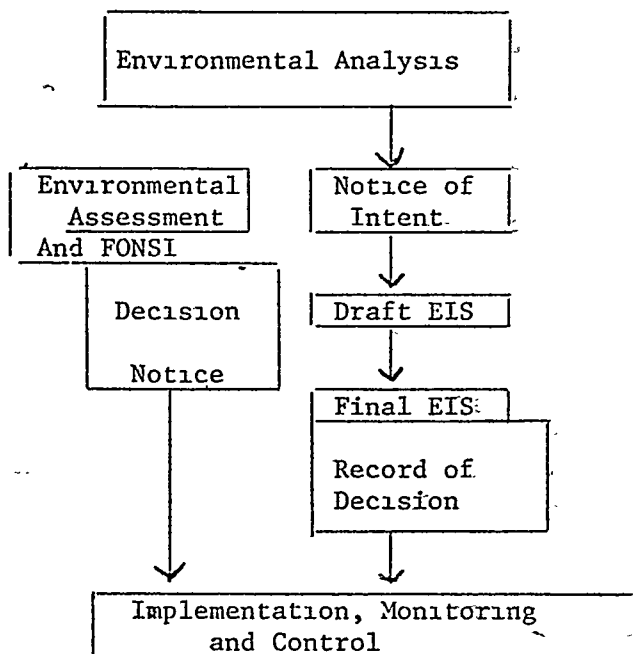 Environmental Analysis
Environmental
Assessment
And FONSI
Decision
Notice
Notice of
Intent
Draft EIS
Final EIS
Record of
Decision
Implementation, Monitoring
and Control